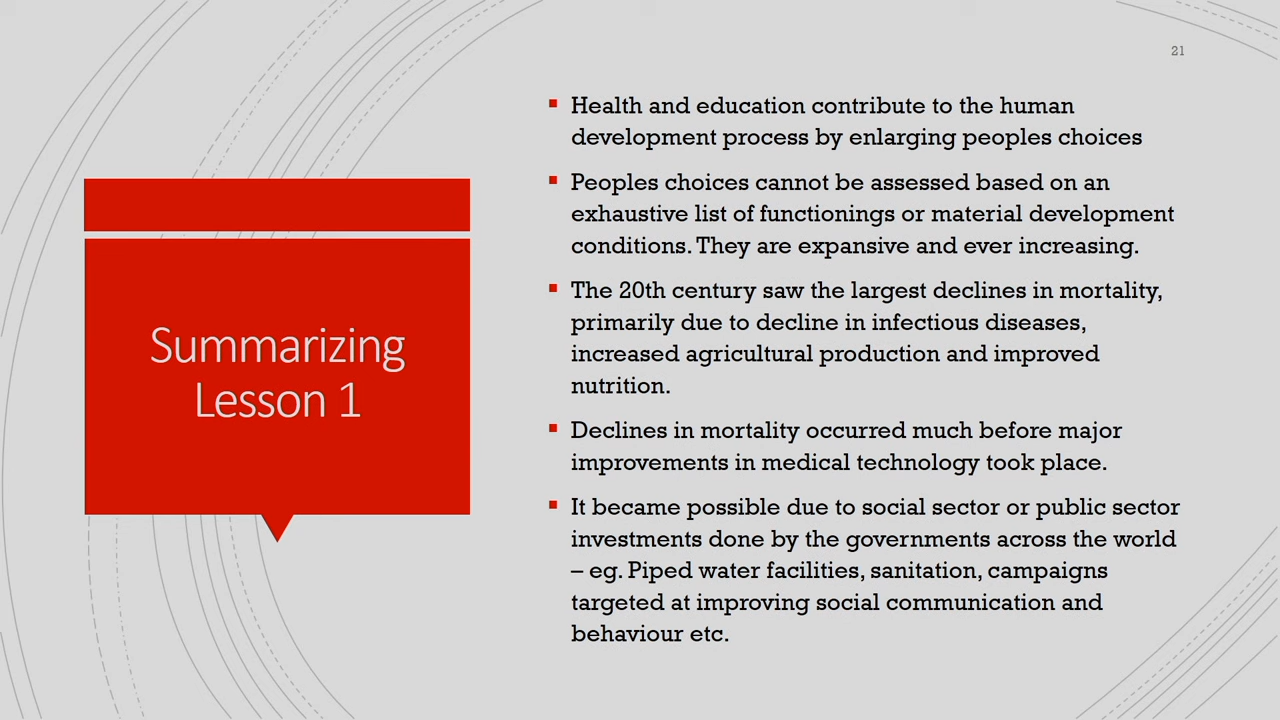 21
Summarizing
Lesson 1
Health and education contribute to the human
development process by enlarging peoples choices
Peoples choices cannot be assessed based on an
exhaustive list of functionings or material development
conditions. They are expansive and ever increasing.
The 20th century saw the largest declines in mortality,
primarily due to decline in infectious diseases,
increased agricultural production and improved
nutrition.
Declines in mortality occurred much before major
improvements in medical technology took place.
It became possible due to social sector or public sector
investments done by the governments across the world
– eg. Piped water facilities, sanitation, campaigns
targeted at improving social communication and
behaviour etc.